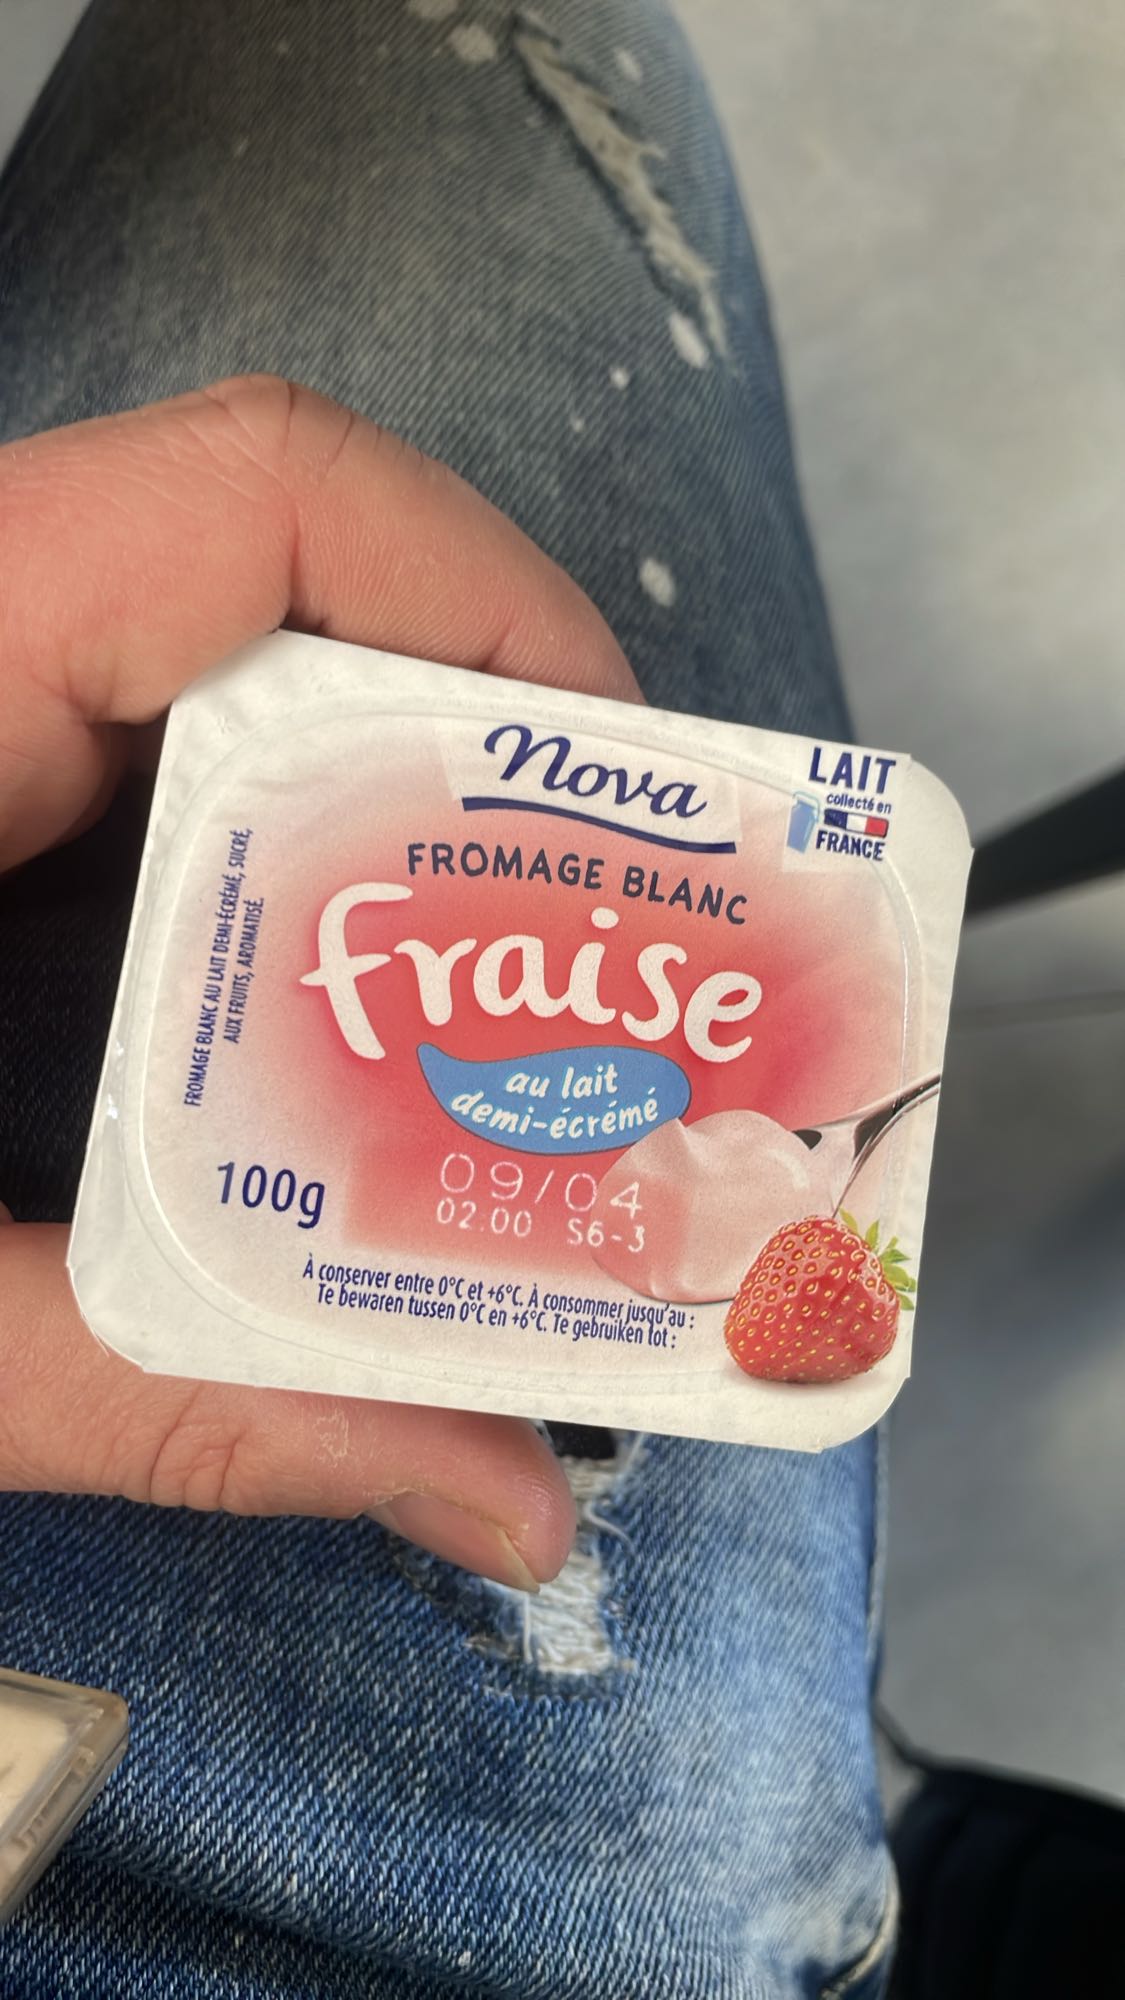 Nova
LAIT
collecté en
FRANCE
FROMAGE BLANC
fraise
au lait
demi-écrémé
FROMAGE BLANC AU LAIT DEMI-ÉCRÉMÉ, SUCRÉ,
AUX FRUITS, AROMATISÉ.
100g
09/04
02.00 S6-3
À conserver entre 0°C et +6°C. À consommer jusqu'au :
Te bewaren tussen 0°C en +6°C. Te gebruiken tot :